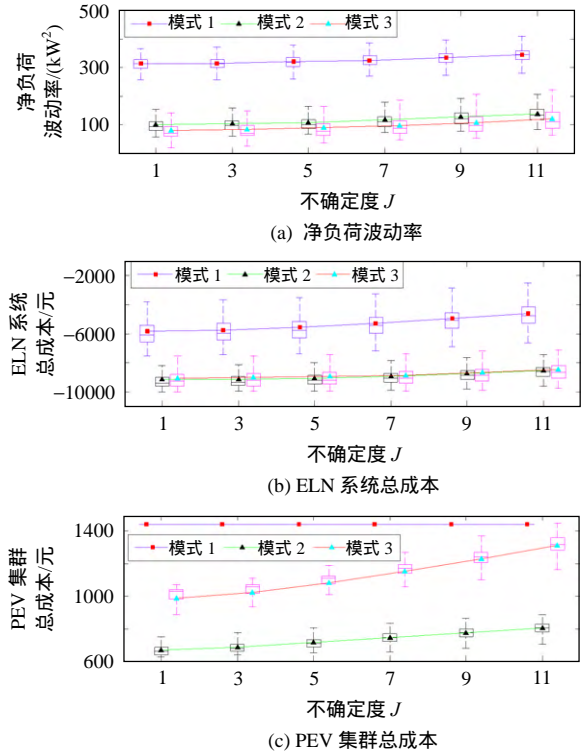 模式 1 模式 2 模式 3
500
300
100
净负荷
波动率/(kW²)
1 3 5 7 9 11
不确定度 J
(a) 净负荷波动率
−2000
模式 1 模式 2 模式 3
−6000
−10000
ELN 系统
总成本/元
1 3 5 7 9 11
不确定度 J
(b) ELN 系统总成本
1400
模式 1 模式 2 模式 3
1000
600
PEV 集群
总成本/元
1 3 5 7 9 11
不确定度 J
(c) PEV 集群总成本